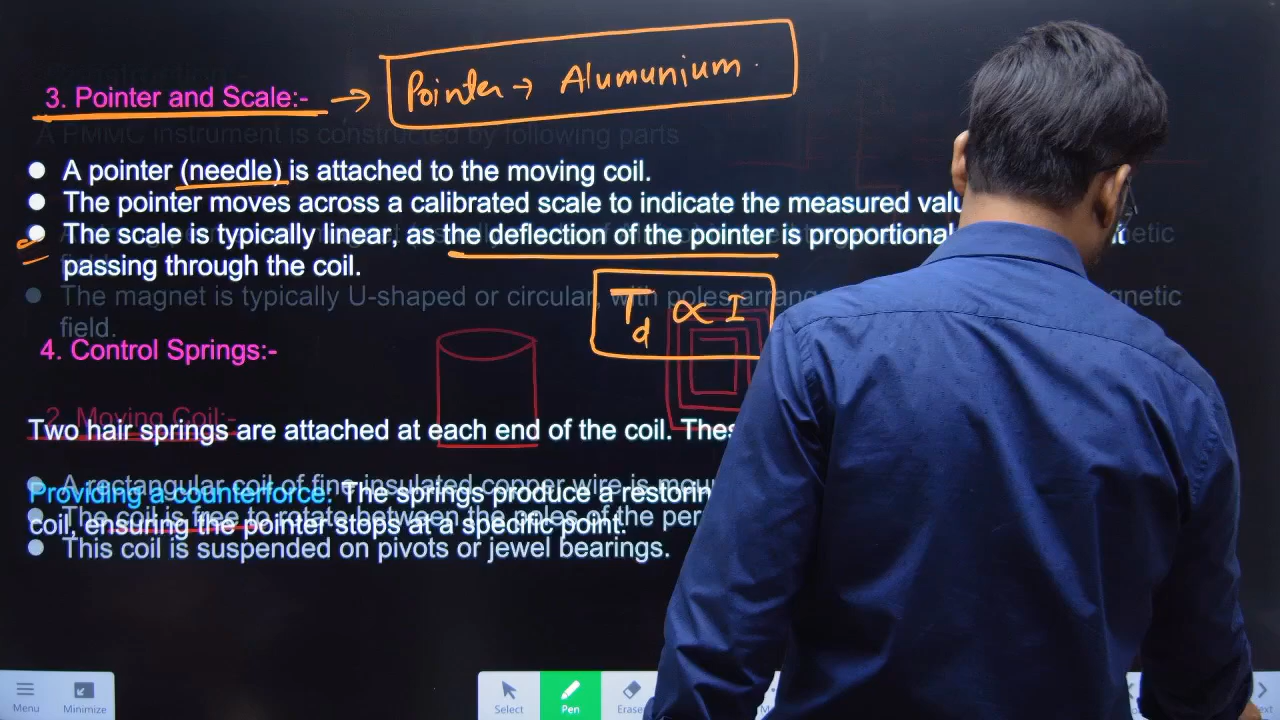 Construction:-
3. Pointer and Scale:- → Pointer → Alumunium
A PMMC instrument is constructed by following parts
A pointer (needle) is attached to the moving coil.
The pointer moves across a calibrated scale to indicate the measured valu
The scale is typically linear, as the deflection of the pointer is proportional
passing through the coil.
The magnet is typically U-shaped or circular, with poles arrang gnetic
field.
Td ∝ I
4. Control Springs:-
2. Moving Coil:-
Two hair springs are attached at each end of the coil. Thes
A rectangular coil of fine insulated copper wire is mou
Providing a counterforce: The springs produce a restorin
The coil is free to rotate between the poles of the per
coil, ensuring the pointer stops at a specific point.
This coil is suspended on pivots or jewel bearings.
Menu Minimize Select Pen Erase